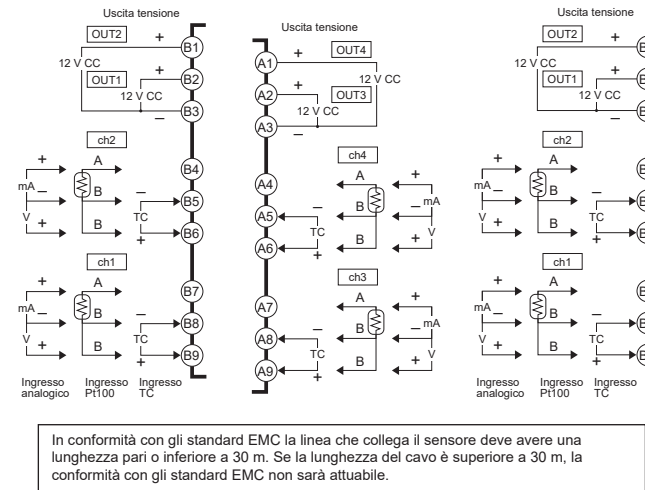 Uscita tensione
OUT2
+
B1
12 V CC
OUT1
+
B2
12 V CC
B3
–
ch2
A
+
B4
mA
–
B
–
B5
V
TC
+
B
+
B6
ch1
A
+
B7
mA
–
B
–
B8
V
TC
+
B
+
B9
Ingresso
analogico
Ingresso
Pt100
Ingresso
TC
Uscita tensione
A1
+
OUT4
12 V CC
A2
+
OUT3
12 V CC
A3
–
ch4
A4
A
+
A5
–
B
–
mA
TC
V
A6
+
B
+
ch3
A7
A
+
A8
–
B
–
mA
TC
V
A9
+
B
+
Uscita tensione
OUT2
+
12 V CC
OUT1
+
12 V CC
–
ch2
A
+
mA
–
B
–
V
TC
+
B
+
ch1
A
+
mA
–
B
–
V
TC
+
B
+
Ingresso
analogico
Ingresso
Pt100
Ingresso
TC
In conformità con gli standard EMC la linea che collega il sensore deve avere una
lunghezza pari o inferiore a 30 m. Se la lunghezza del cavo è superiore a 30 m, la
conformità con gli standard EMC non sarà attuabile.